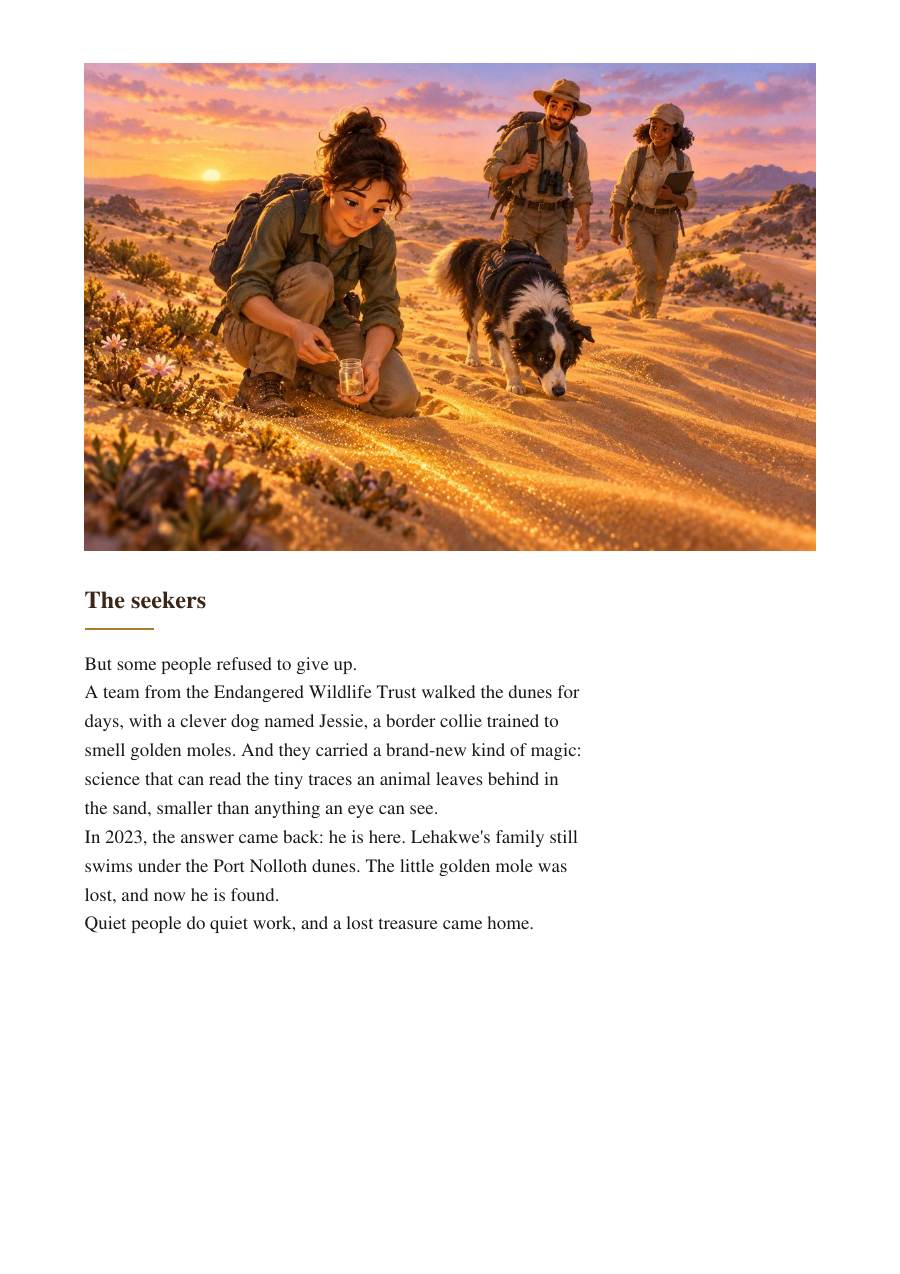 The seekers
But some people refused to give up.
A team from the Endangered Wildlife Trust walked the dunes for
days, with a clever dog named Jessie, a border collie trained to
smell golden moles. And they carried a brand-new kind of magic:
science that can read the tiny traces an animal leaves behind in
the sand, smaller than anything an eye can see.
In 2023, the answer came back: he is here. Lehakwe's family still
swims under the Port Nolloth dunes. The little golden mole was
lost, and now he is found.
Quiet people do quiet work, and a lost treasure came home.